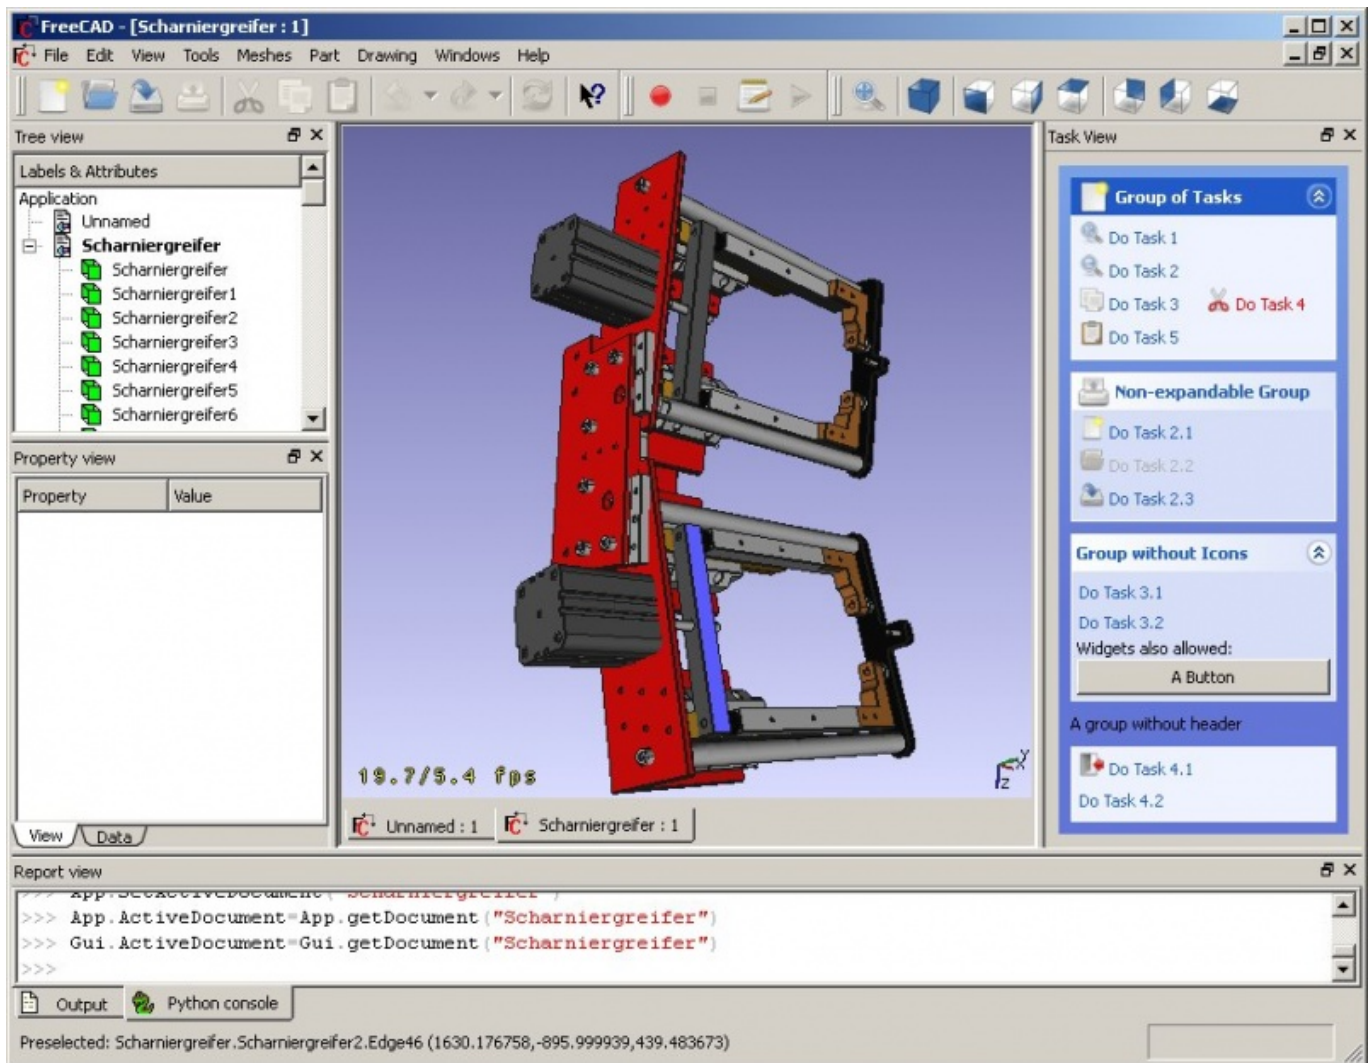 FreeCAD - [Scharniergreifer : 1]
File Edit View Tools Meshes Part Drawing Windows Help
Tree view
Labels & Attributes
Application
Unnamed
Scharniergreifer
Scharniergreifer
Scharniergreifer1
Scharniergreifer2
Scharniergreifer3
Scharniergreifer4
Scharniergreifer5
Scharniergreifer6
Property view
Property Value
View Data
19.7/5.4 fps
Y
X
Z
Unnamed : 1 Scharniergreifer : 1
Task View
Group of Tasks
Do Task 1
Do Task 2
Do Task 3 Do Task 4
Do Task 5
Non-expandable Group
Do Task 2.1
Do Task 2.2
Do Task 2.3
Group without Icons
Do Task 3.1
Do Task 3.2
Widgets also allowed:
A Button
A group without header
Do Task 4.1
Do Task 4.2
Report view
>>> App.SetActiveDocument("Scharniergreifer")
>>> App.ActiveDocument=App.getDocument("Scharniergreifer")
>>> Gui.ActiveDocument=Gui.getDocument("Scharniergreifer")
>>>
Output Python console
Preselected: Scharniergreifer.Scharniergreifer2.Edge46 (1630.176758,-895.999939,439.483673)